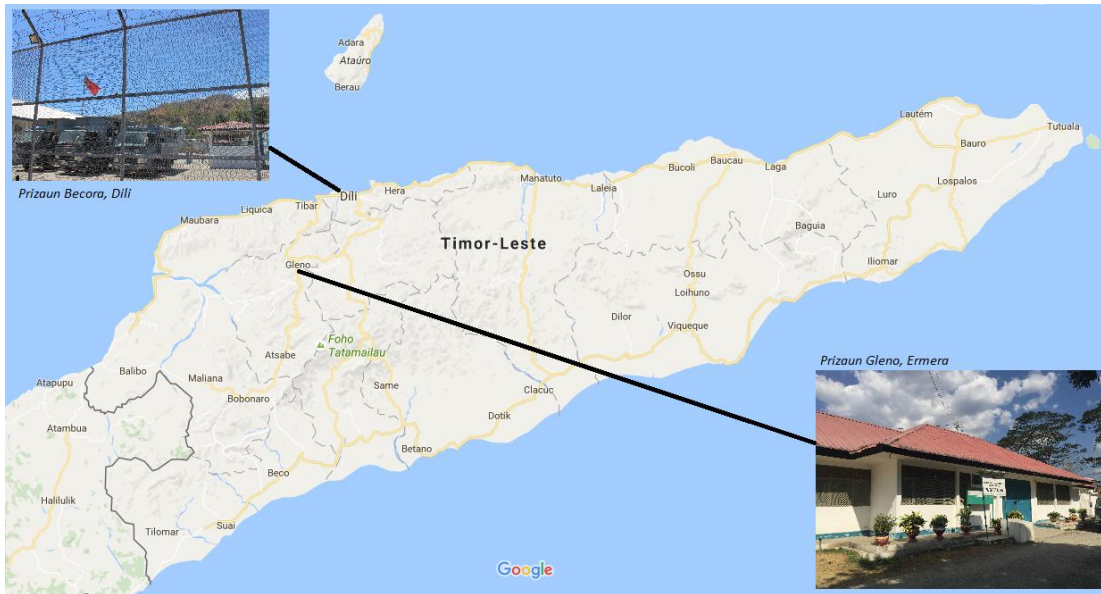 Adara
Ataúro
Berau
Prizaun Becora, Dili
Lautém
Tutuala
Bauro
Bucoli
Baucau
Laga
Manatuto
Laleia
Lospalos
Hera
Dili
Luro
Tibar
Liquica
Maubara
Baguia
Timor-Leste
Iliomar
Gleno
Ossu
Loihuno
Dilor
Viqueque
Foho
Tatamailau
Atsabe
Prizaun Gleno, Ermera
Balibo
Maliana
Atapupu
Same
Clacuc
Bobonaro
Dotik
Atambua
Betano
Beco
Halilulik
Suai
Tilomar
Google